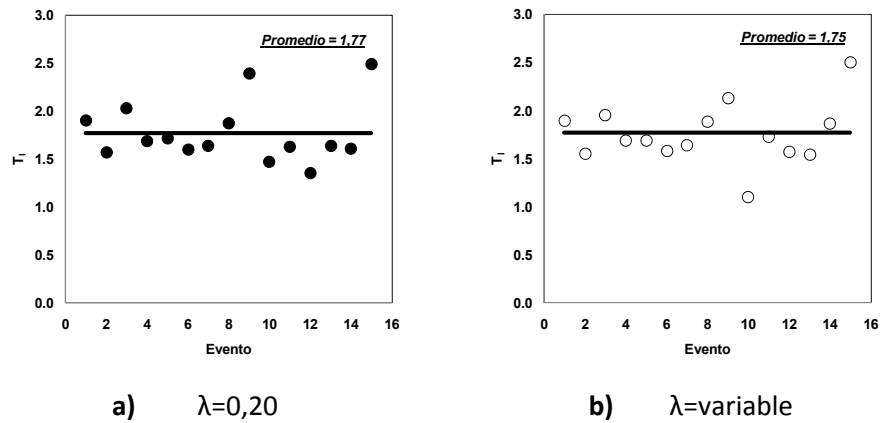 3.0
2.5
2.0
1.5
1.0
0.5
0.0
T_I
Promedio = 1,77
0 2 4 6 8 10 12 14 16
Evento
a) λ=0,20
3.0
2.5
2.0
1.5
1.0
0.5
0.0
T_I
Promedio = 1,75
0 2 4 6 8 10 12 14 16
Evento
b) λ=variable